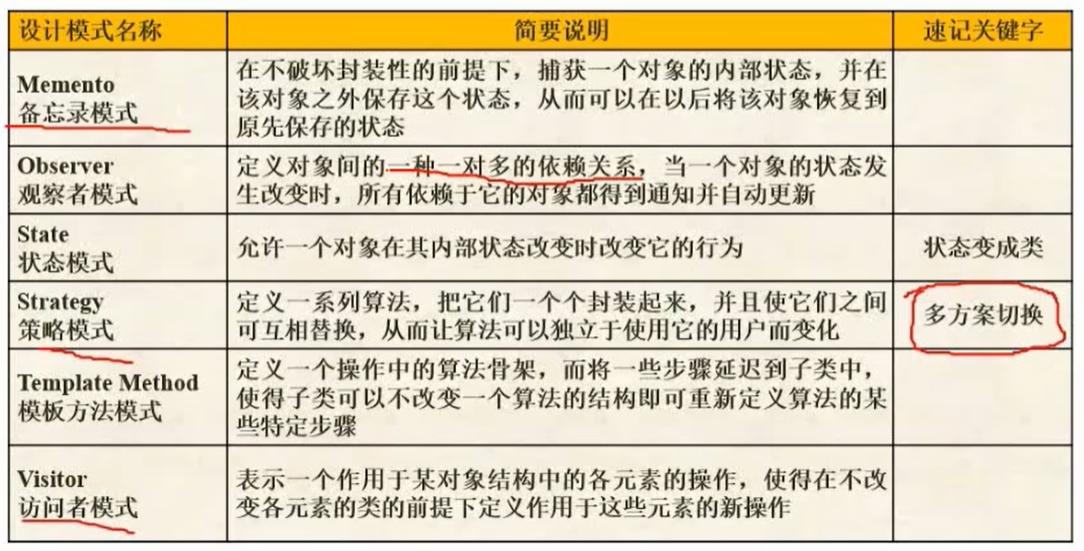 设计模式名称 简要说明 速记关键字
Memento
备忘录模式
在不破坏封装性的前提下，捕获一个对象的内部状态，并在
该对象之外保存这个状态，从而可以在以后将该对象恢复到
原先保存的状态
Observer
观察者模式
定义对象间的一种一对多的依赖关系，当一个对象的状态发
生改变时，所有依赖于它的对象都得到通知并自动更新
State
状态模式
允许一个对象在其内部状态改变时改变它的行为
状态变成类
Strategy
策略模式
定义一系列算法，把它们一个个封装起来，并且使它们之间
可互相替换，从而让算法可以独立于使用它的用户而变化
多方案切换
Template Method
模板方法模式
定义一个操作中的算法骨架，而将一些步骤延迟到子类中，
使得子类可以不改变一个算法的结构即可重新定义算法的某
些特定步骤
Visitor
访问者模式
表示一个作用于某对象结构中的各元素的操作，使得在不改
变各元素的类的前提下定义作用于这些元素的新操作